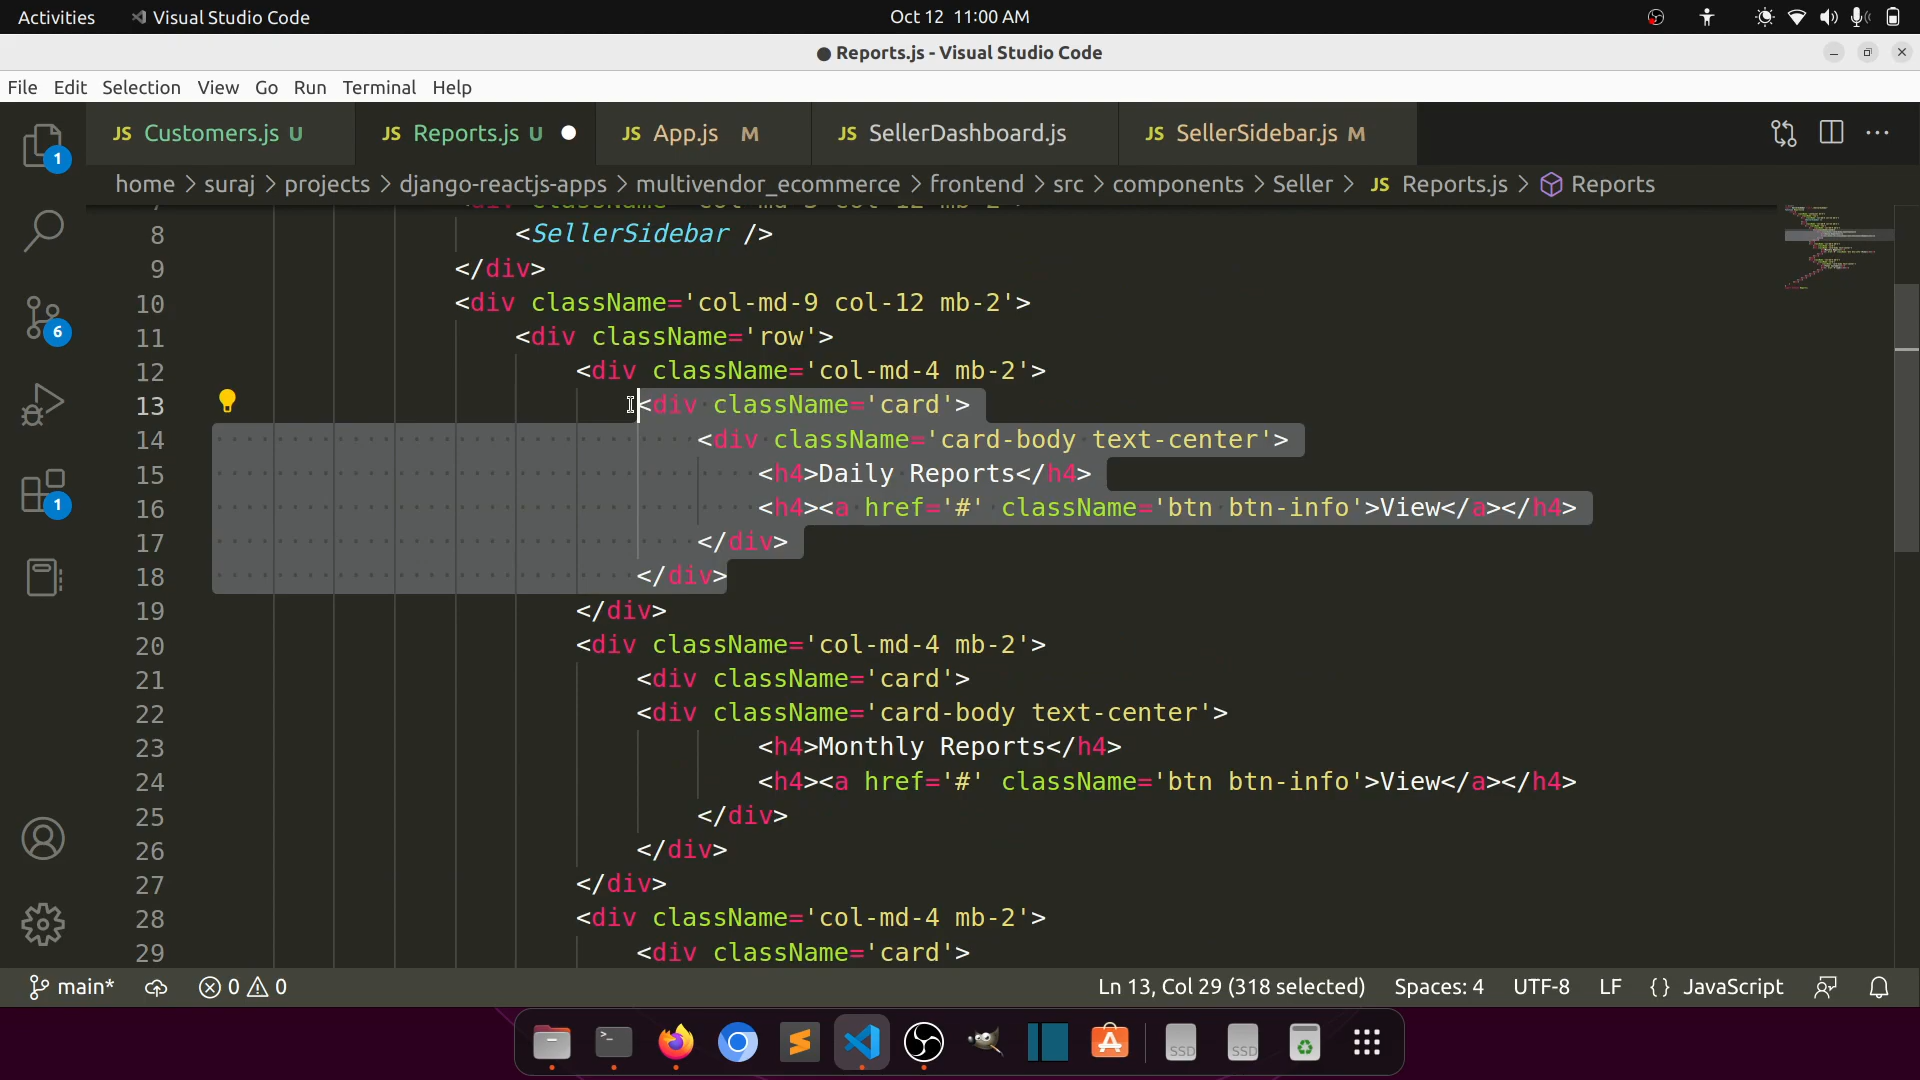 Activities Visual Studio Code Oct 12 11:00 AM
Reports.js - Visual Studio Code
File Edit Selection View Go Run Terminal Help
JS Customers.js U JS Reports.js U JS App.js M JS SellerDashboard.js JS SellerSidebar.js M
home > suraj > projects > django-reactjs-apps > multivendor_ecommerce > frontend > src > components > Seller > JS Reports.js > Reports
8 <SellerSidebar />
9 </div>
10 <div className='col-md-9 col-12 mb-2'>
11 <div className='row'>
12 <div className='col-md-4 mb-2'>
13 <div className='card'>
14 <div className='card-body text-center'>
15 <h4>Daily Reports</h4>
16 <h4><a href='#' className='btn btn-info'>View</a></h4>
17 </div>
18 </div>
19 </div>
20 <div className='col-md-4 mb-2'>
21 <div className='card'>
22 <div className='card-body text-center'>
23 <h4>Monthly Reports</h4>
24 <h4><a href='#' className='btn btn-info'>View</a></h4>
25 </div>
26 </div>
27 </div>
28 <div className='col-md-4 mb-2'>
29 <div className='card'>
1
6
1
main* 0 0 Ln 13, Col 29 (318 selected) Spaces: 4 UTF-8 LF {} JavaScript
SSD SSD